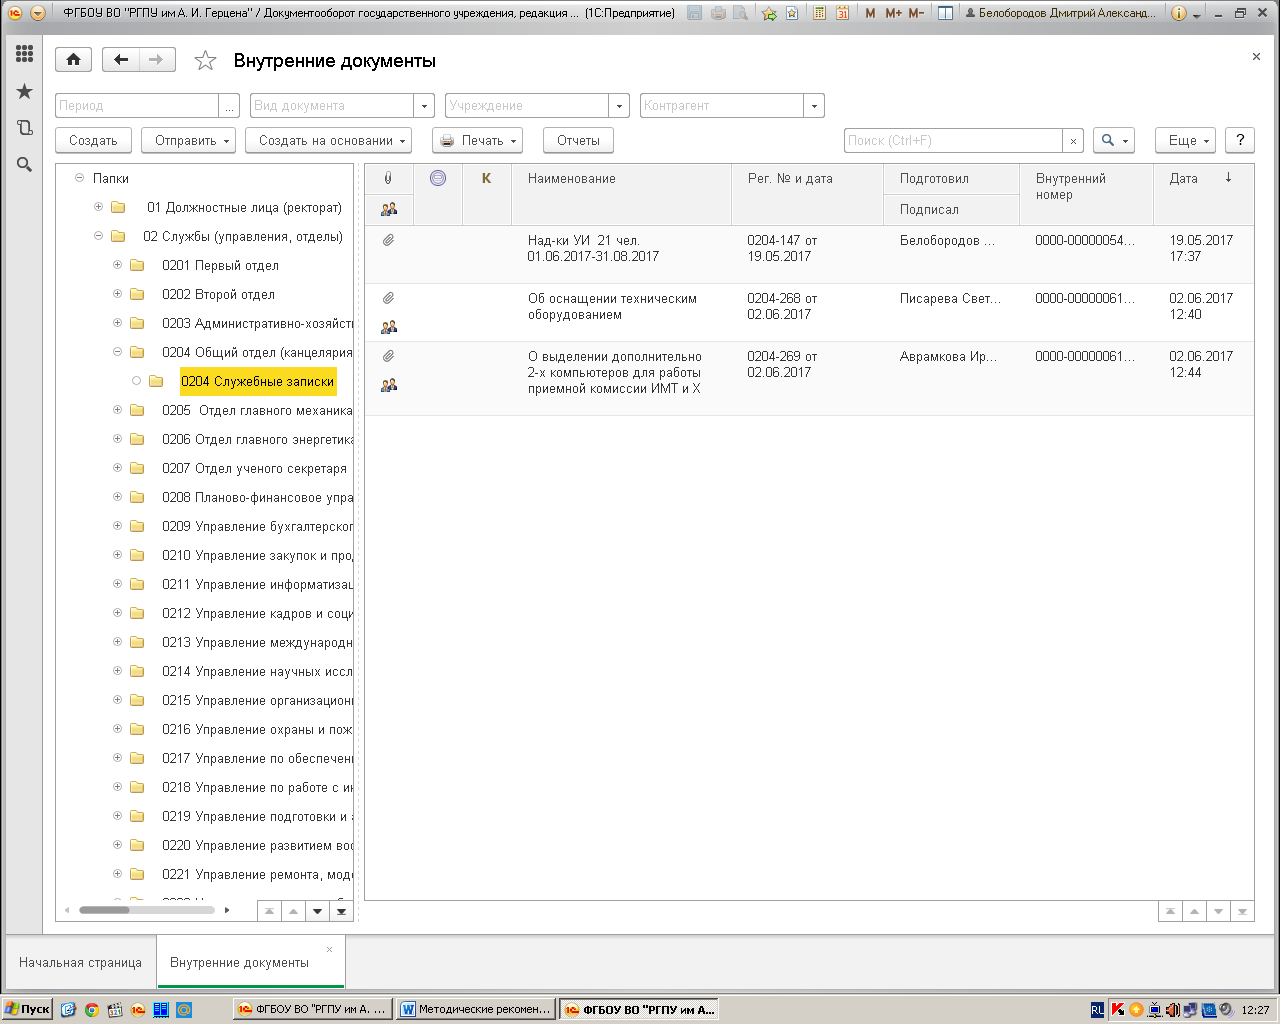 ФГБОУ ВО "РГПУ им А. И. Герцена" / Документооборот государственного учреждения, редакция ... (1С:Предприятие)
M M+ M-
Белобородов Дмитрий Александ...
Внутренние документы
Период
...
Вид документа
Учреждение
Контрагент
Создать
Отправить
Создать на основании
Печать
Отчеты
Поиск (Ctrl+F)
Еще
?
Папки
01 Должностные лица (ректорат)
02 Службы (управления, отделы)
0201 Первый отдел
0202 Второй отдел
0203 Административно-хозяйст
0204 Общий отдел (канцелярия
0204 Служебные записки
0205 Отдел главного механика
0206 Отдел главного энергетика
0207 Отдел ученого секретаря
0208 Планово-финансовое упра
0209 Управление бухгалтерског
0210 Управление закупок и про
0211 Управление информатизац
0212 Управление кадров и соци
0213 Управление международн
0214 Управление научных иссл
0215 Управление организацион
0216 Управление охраны и пож
0217 Управление по обеспечен
0218 Управление по работе с ин
0219 Управление подготовки и а
0220 Управление развитием вос
0221 Управление ремонта, мод
К
Наименование
Рег. № и дата
Подготовил
Подписал
Внутренний
номер
Дата ↓
Над-ки УИ 21 чел.
01.06.2017-31.08.2017
0204-147 от
19.05.2017
Белобородов ...
0000-00000054...
19.05.2017
17:37
Об оснащении техническим
оборудованием
0204-268 от
02.06.2017
Писарева Свет...
0000-00000061...
02.06.2017
12:40
О выделении дополнительно
2-х компьютеров для работы
приемной комиссии ИМТ и Х
0204-269 от
02.06.2017
Аврамкова Ир...
0000-00000061...
02.06.2017
12:44
Начальная страница
Внутренние документы
Пуск
ФГБОУ ВО "РГПУ им А. ...
Методические рекомен...
ФГБОУ ВО "РГПУ им А...
RL
12:27